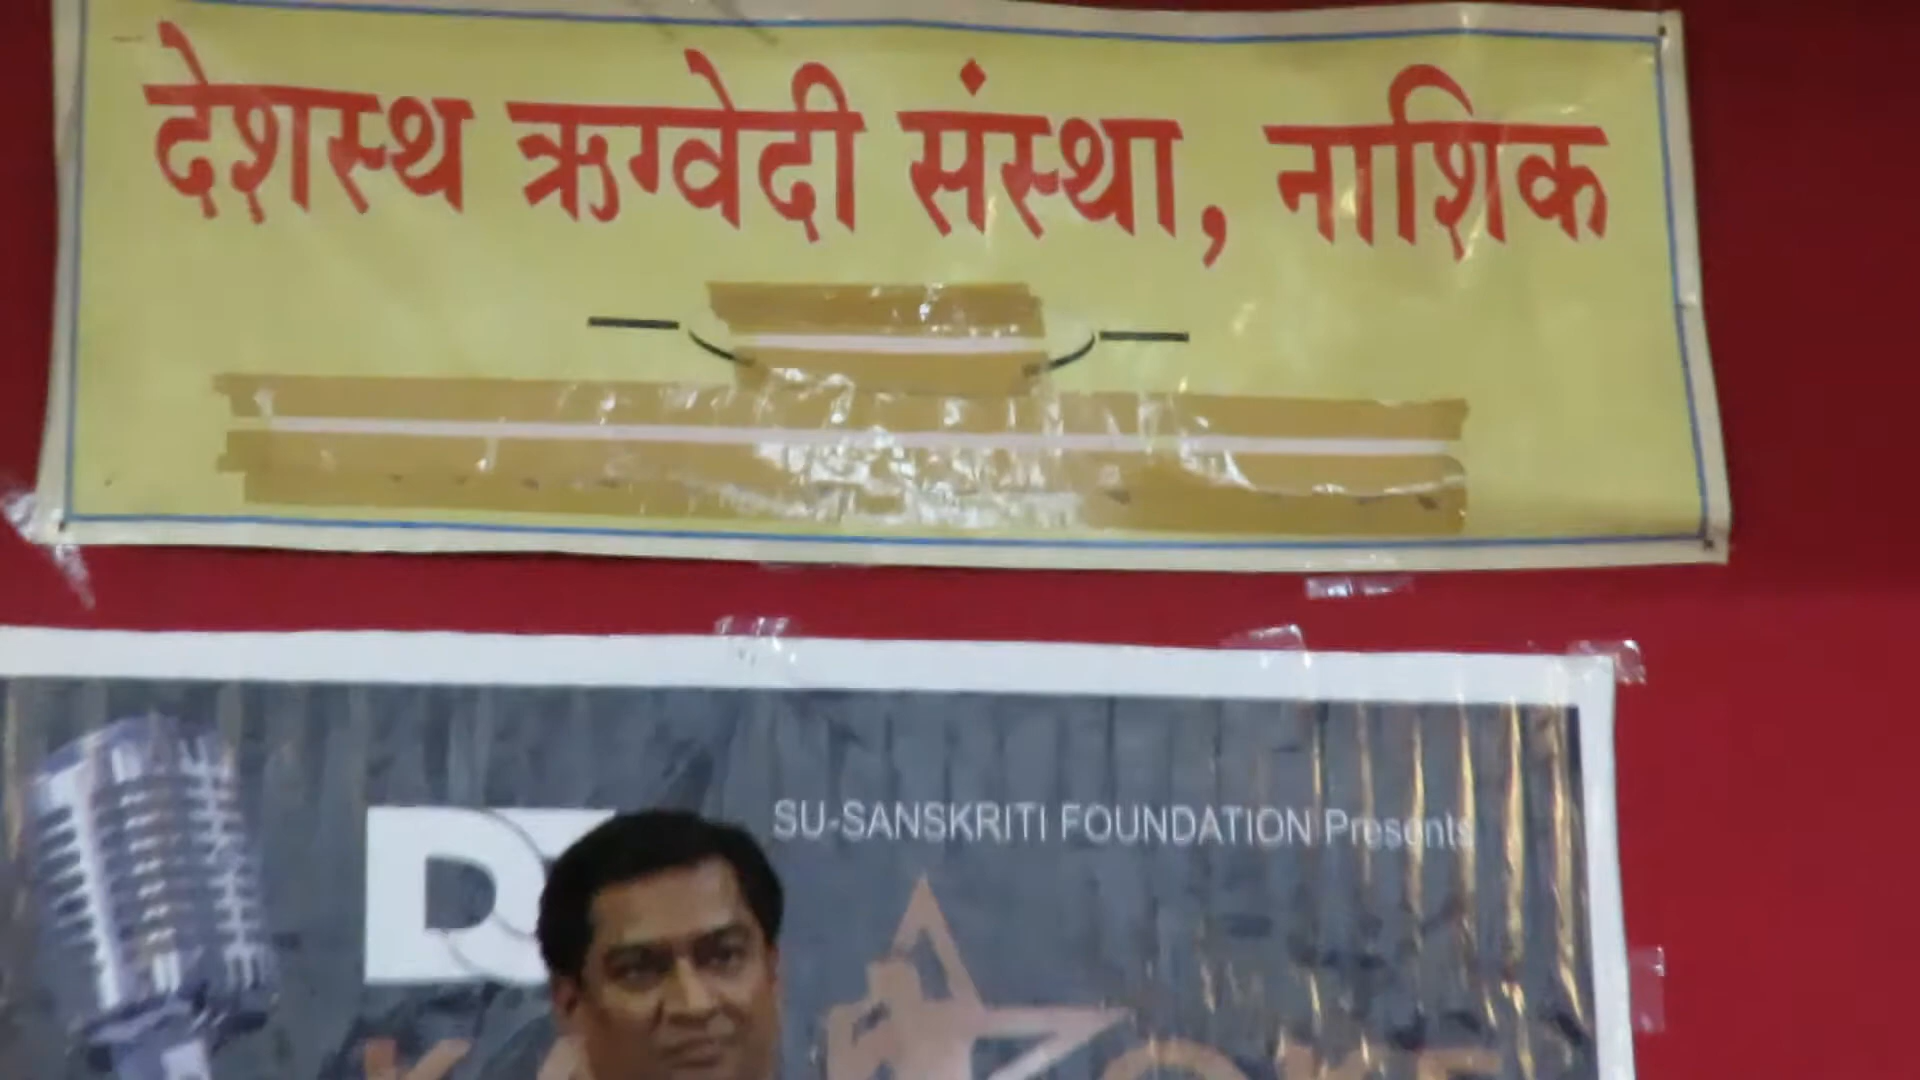 देशस्थ ऋग्वेदी संस्था, नाशिक
SU-SANSKRITI FOUNDATION Presents